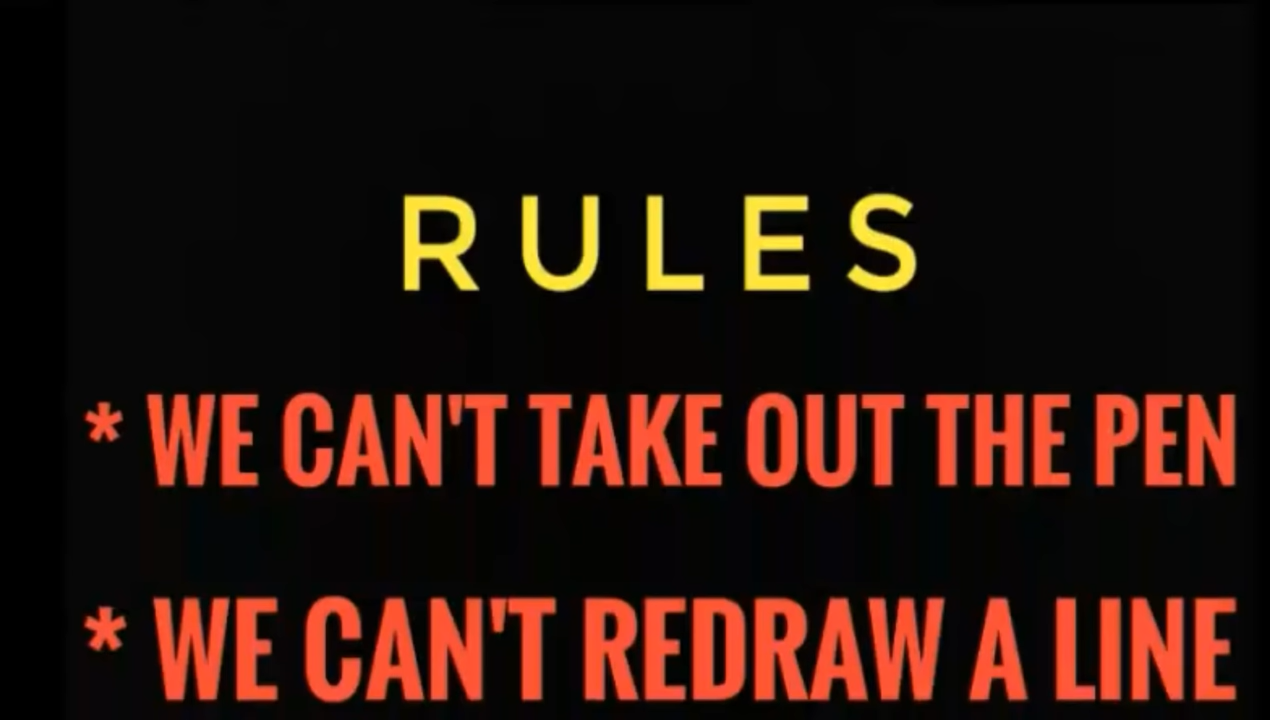 RULES
* WE CAN'T TAKE OUT THE PEN
* WE CAN'T REDRAW A LINE